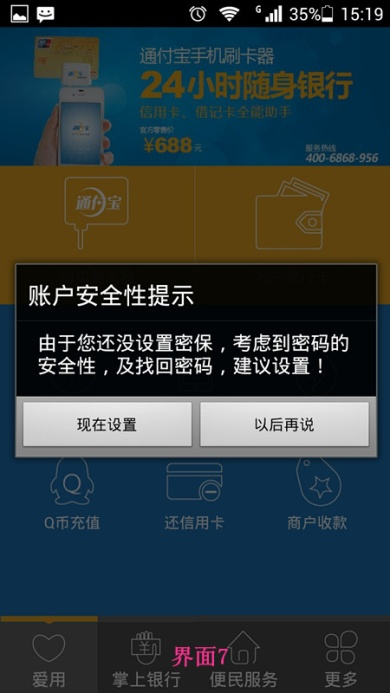 G 35% 15:19
通付宝手机刷卡器
24小时随身银行
信用卡、借记卡全能助手
官方零售价
¥688元
服务热线
400-6868-956
通付宝
账户安全性提示
由于您还没设置密保，考虑到密码的
安全性，及找回密码，建议设置！
现在设置
以后再说
Q
Q币充值
还信用卡
商户收款
爱用
掌上银行
界面7
便民服务
更多